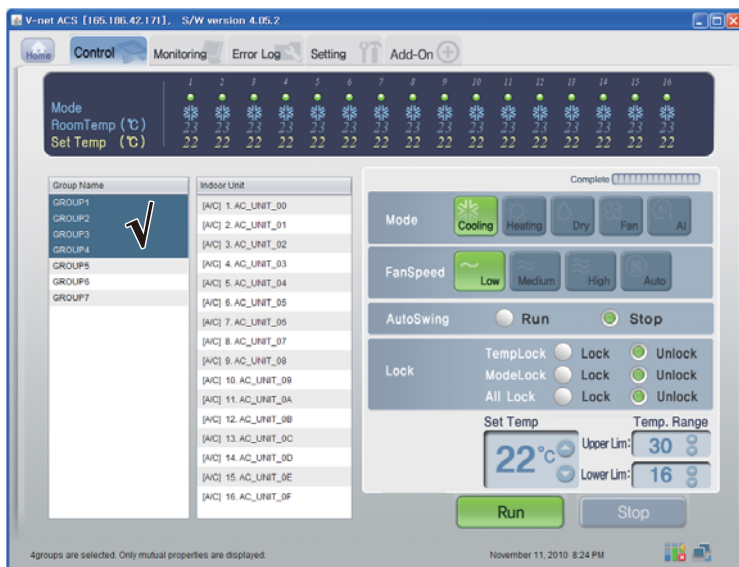 V-net ACS [165.186.42.171], S/W version 4.05.2
Home Control Monitoring Error Log Setting Add-On
1 2 3 4 5 6 7 8 9 10 11 12 13 14 15 16
Mode
RoomTemp (℃) 23 23 23 23 23 23 23 23 23 23 23 23 23 23 23 23
Set Temp (℃) 22 22 22 22 22 22 22 22 22 22 22 22 22 22 22 22
Complete
Group Name
GROUP1
GROUP2
GROUP3
GROUP4
GROUP5
GROUP6
GROUP7
√
Indoor Unit
[A/C] 1. AC_UNIT_00
[A/C] 2. AC_UNIT_01
[A/C] 3. AC_UNIT_02
[A/C] 4. AC_UNIT_03
[A/C] 5. AC_UNIT_04
[A/C] 6. AC_UNIT_05
[A/C] 7. AC_UNIT_06
[A/C] 8. AC_UNIT_07
[A/C] 9. AC_UNIT_08
[A/C] 10. AC_UNIT_09
[A/C] 11. AC_UNIT_0A
[A/C] 12. AC_UNIT_0B
[A/C] 13. AC_UNIT_0C
[A/C] 14. AC_UNIT_0D
[A/C] 15. AC_UNIT_0E
[A/C] 16. AC_UNIT_0F
Mode Cooling Heating Dry Fan AI
FanSpeed Low Medium High Auto
AutoSwing Run Stop
Lock
TempLock Lock Unlock
ModeLock Lock Unlock
All Lock Lock Unlock
Set Temp Temp. Range
22°C
Upper Lim: 30
Lower Lim: 16
Run Stop
4groups are selected. Only mutual properties are displayed.
November 11, 2010 8:24 PM